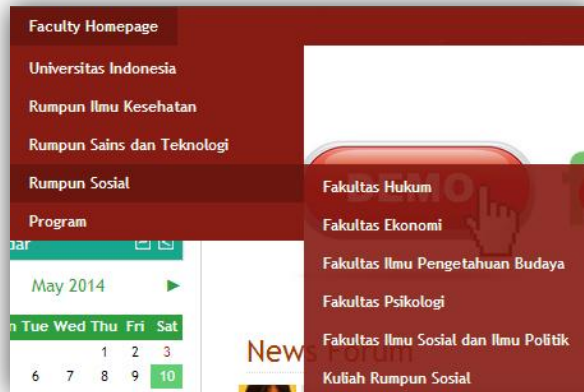 Faculty Homepage
Universitas Indonesia
Rumpun Ilmu Kesehatan
Rumpun Sains dan Teknologi
Rumpun Sosial
Program
Fakultas Hukum
Fakultas Ekonomi
Fakultas Ilmu Pengetahuan Budaya
Fakultas Psikologi
Fakultas Ilmu Sosial dan Ilmu Politik
Kuliah Rumpun Sosial
DEMO
dar
May 2014
n Tue Wed Thu Fri Sat
1 2 3
6 7 8 9 10
News Forum